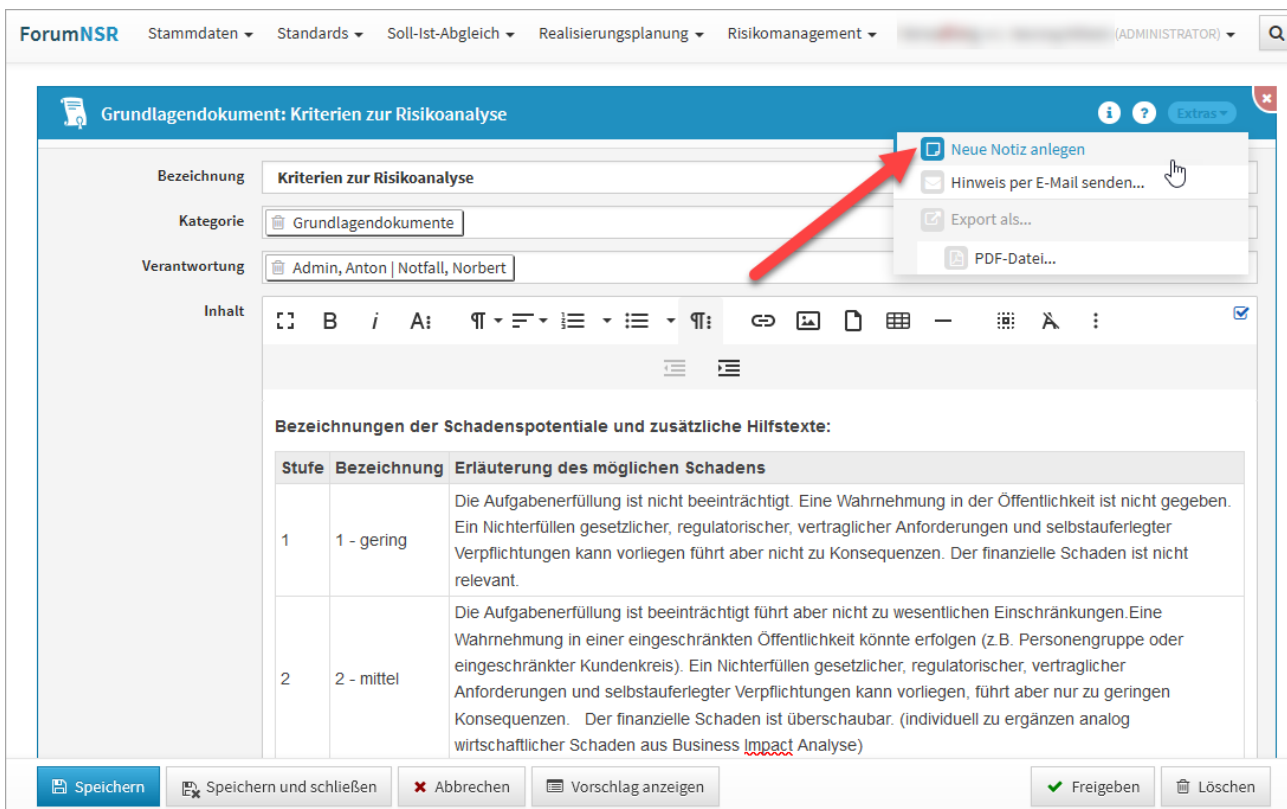 ForumNSR Stammdaten Standards Soll-Ist-Abgleich Realisierungsplanung Risikomanagement (ADMINISTRATOR)
Grundlagendokument: Kriterien zur Risikoanalyse i ? Extras
Neue Notiz anlegen
Hinweis per E-Mail senden...
Export als...
PDF-Datei...
Bezeichnung Kriterien zur Risikoanalyse
Kategorie Grundlagendokumente
Verantwortung Admin, Anton | Notfall, Norbert
Inhalt
B i A
Bezeichnungen der Schadenspotentiale und zusätzliche Hilfstexte:
Stufe Bezeichnung Erläuterung des möglichen Schadens
1 1 - gering Die Aufgabenerfüllung ist nicht beeinträchtigt. Eine Wahrnehmung in der Öffentlichkeit ist nicht gegeben.
Ein Nichterfüllen gesetzlicher, regulatorischer, vertraglicher Anforderungen und selbstauferlegter
Verpflichtungen kann vorliegen führt aber nicht zu Konsequenzen. Der finanzielle Schaden ist nicht
relevant.
2 2 - mittel Die Aufgabenerfüllung ist beeinträchtigt führt aber nicht zu wesentlichen Einschränkungen.Eine
Wahrnehmung in einer eingeschränkten Öffentlichkeit könnte erfolgen (z.B. Personengruppe oder
eingeschränkter Kundenkreis). Ein Nichterfüllen gesetzlicher, regulatorischer, vertraglicher
Anforderungen und selbstauferlegter Verpflichtungen kann vorliegen, führt aber nur zu geringen
Konsequenzen. Der finanzielle Schaden ist überschaubar. (individuell zu ergänzen analog
wirtschaftlicher Schaden aus Business Impact Analyse)
Speichern Speichern und schließen Abbrechen Vorschlag anzeigen Freigeben Löschen